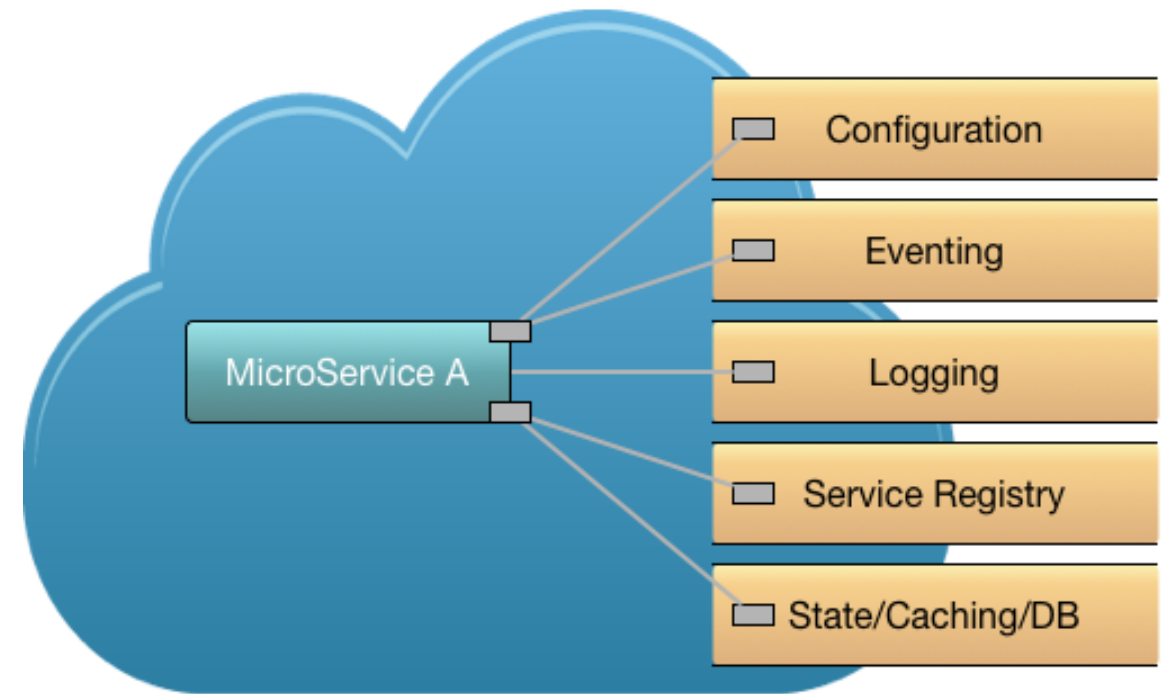 Configuration
Eventing
MicroService A
Logging
Service Registry
State/Caching/DB